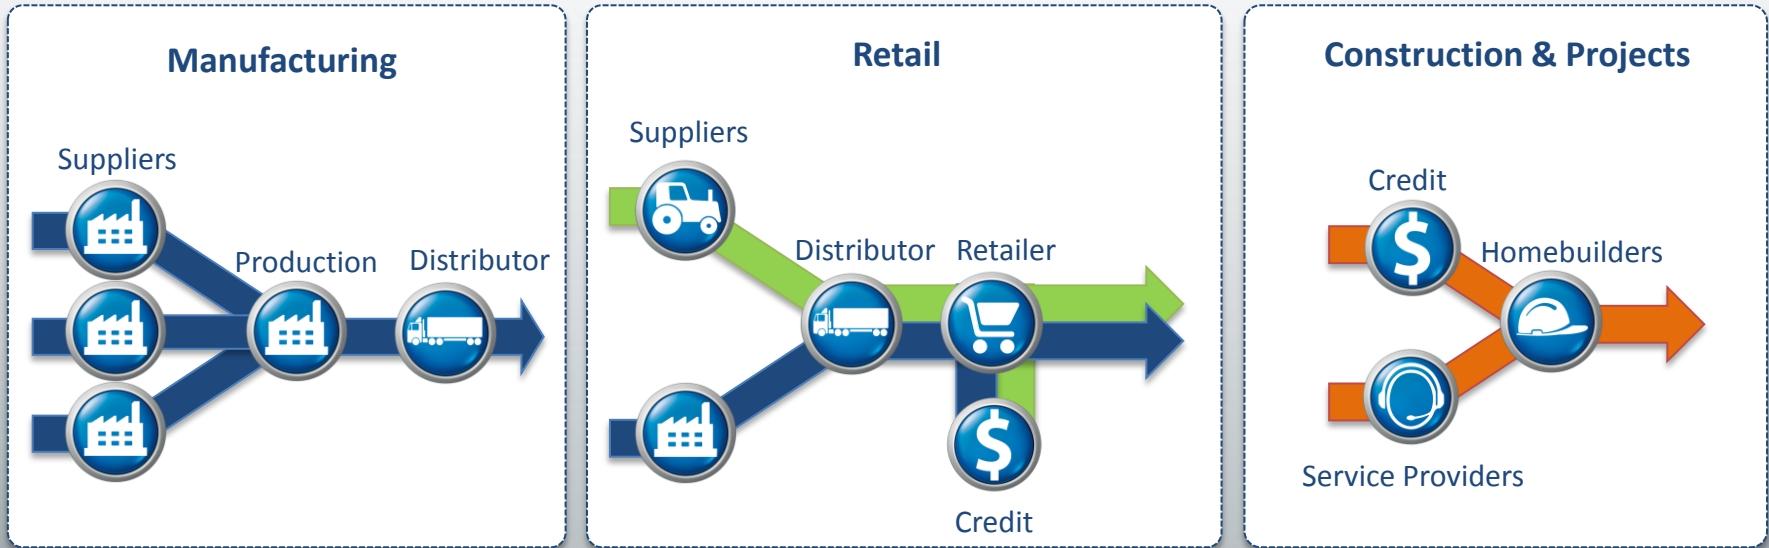 Manufacturing
Suppliers
Production
Distributor
Retail
Suppliers
Distributor
Retailer
Credit
Construction & Projects
Credit
Homebuilders
Service Providers